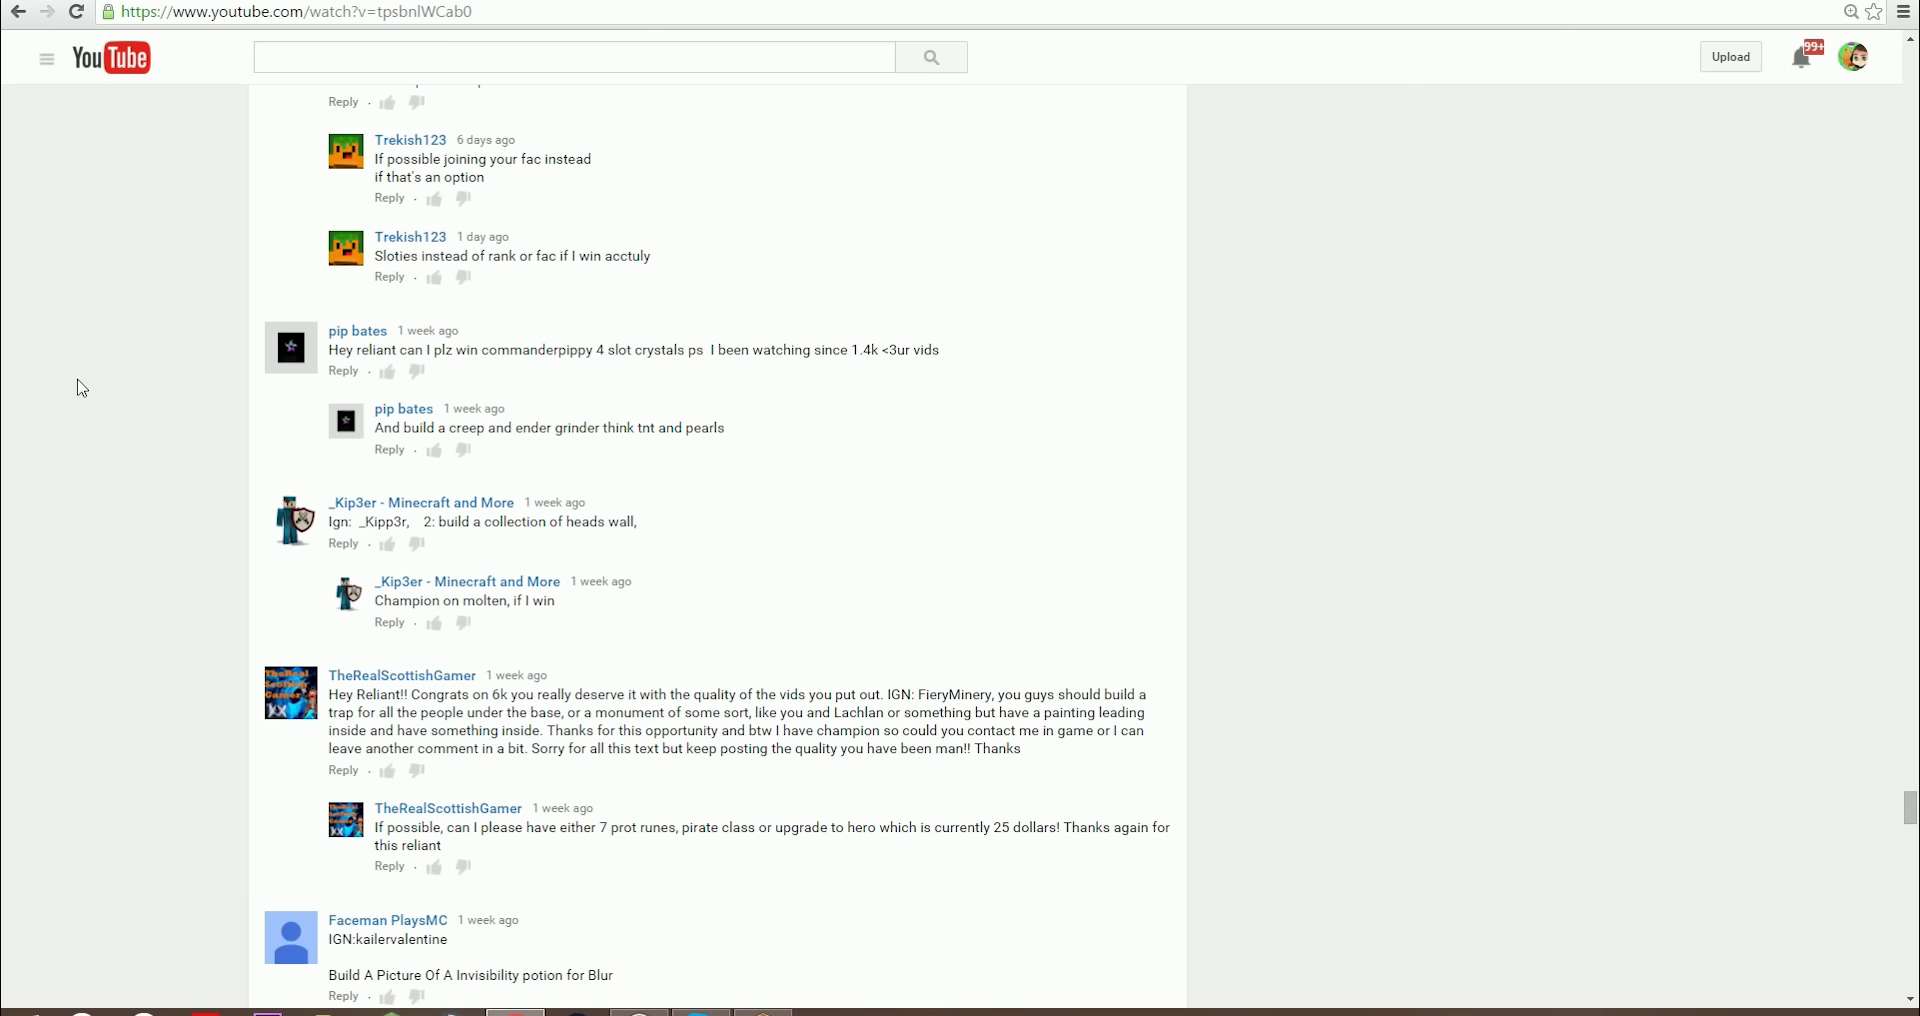 https://www.youtube.com/watch?v=tpsbnlWCab0
YouTube
Upload
99+
Reply .
Trekish123 6 days ago
If possible joining your fac instead
if that's an option
Reply .
Trekish123 1 day ago
Sloties instead of rank or fac if I win acctuly
Reply .
pip bates 1 week ago
Hey reliant can I plz win commanderpippy 4 slot crystals ps I been watching since 1.4k <3ur vids
Reply .
pip bates 1 week ago
And build a creep and ender grinder think tnt and pearls
Reply .
_Kip3er - Minecraft and More 1 week ago
Ign: _Kipp3r, 2: build a collection of heads wall,
Reply .
_Kip3er - Minecraft and More 1 week ago
Champion on molten, if I win
Reply .
TheRealScottishGamer 1 week ago
Hey Reliant!! Congrats on 6k you really deserve it with the quality of the vids you put out. IGN: FieryMinery, you guys should build a
trap for all the people under the base, or a monument of some sort, like you and Lachlan or something but have a painting leading
inside and have something inside. Thanks for this opportunity and btw I have champion so could you contact me in game or I can
leave another comment in a bit. Sorry for all this text but keep posting the quality you have been man!! Thanks
Reply .
TheRealScottishGamer 1 week ago
If possible, can I please have either 7 prot runes, pirate class or upgrade to hero which is currently 25 dollars! Thanks again for
this reliant
Reply .
Faceman PlaysMC 1 week ago
IGN:kailervalentine
Build A Picture Of A Invisibility potion for Blur
Reply .